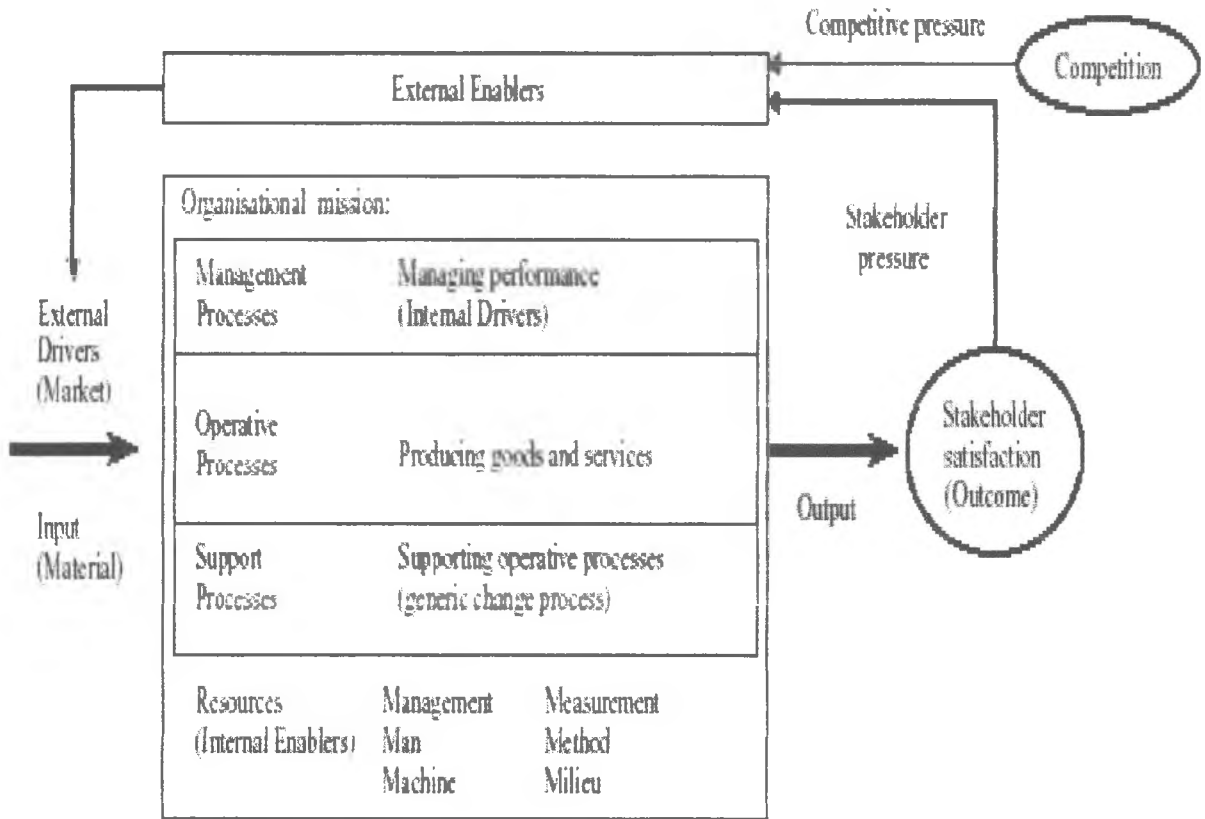 Competitive pressure
Competition
External Enablers
Organisational mission:
Stakeholder
pressure
Management
Processes
Managing performance
(Internal Drivers)
External
Drivers
(Market)
Operative
Processes
Producing goods and services
Stakeholder
satisfaction
(Outcome)
Output
Input
(Material)
Support
Processes
Supporting operative processes
(generic change process)
Resources
(Internal Enablers)
Management
Man
Machine
Measurement
Method
Milieu